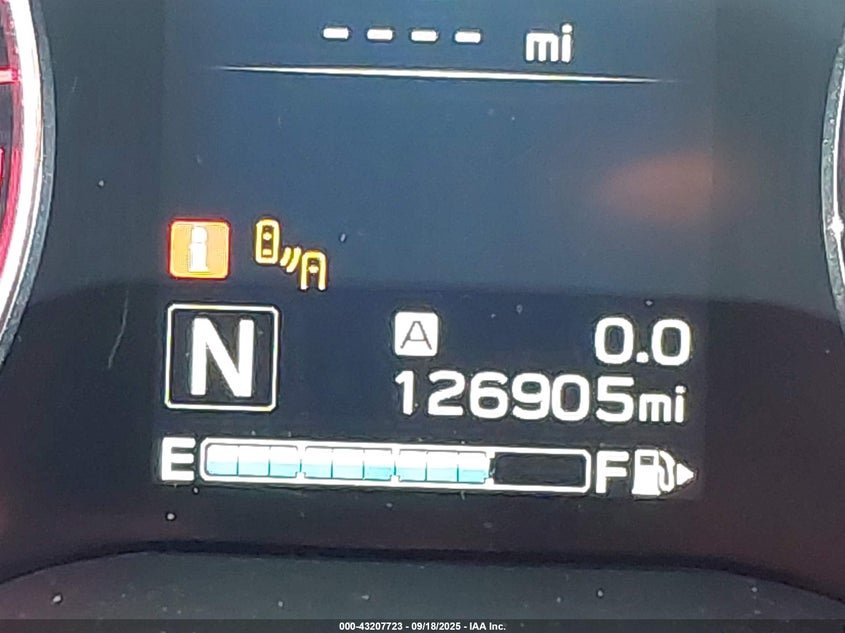 ---- mi
i
N
A 0.0
126905mi
E F
000-43207723 - 09/18/2025 - IAA Inc.